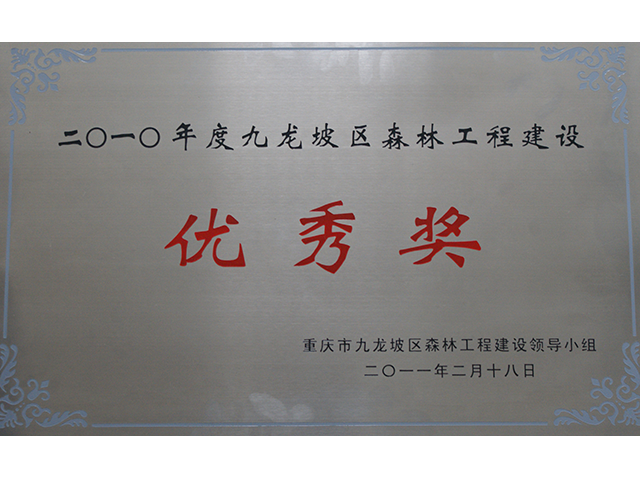 二〇一〇年度九龙坡区森林工程建设
优秀奖
重庆市九龙坡区森林工程建设领导小组
二〇一一年二月十八日